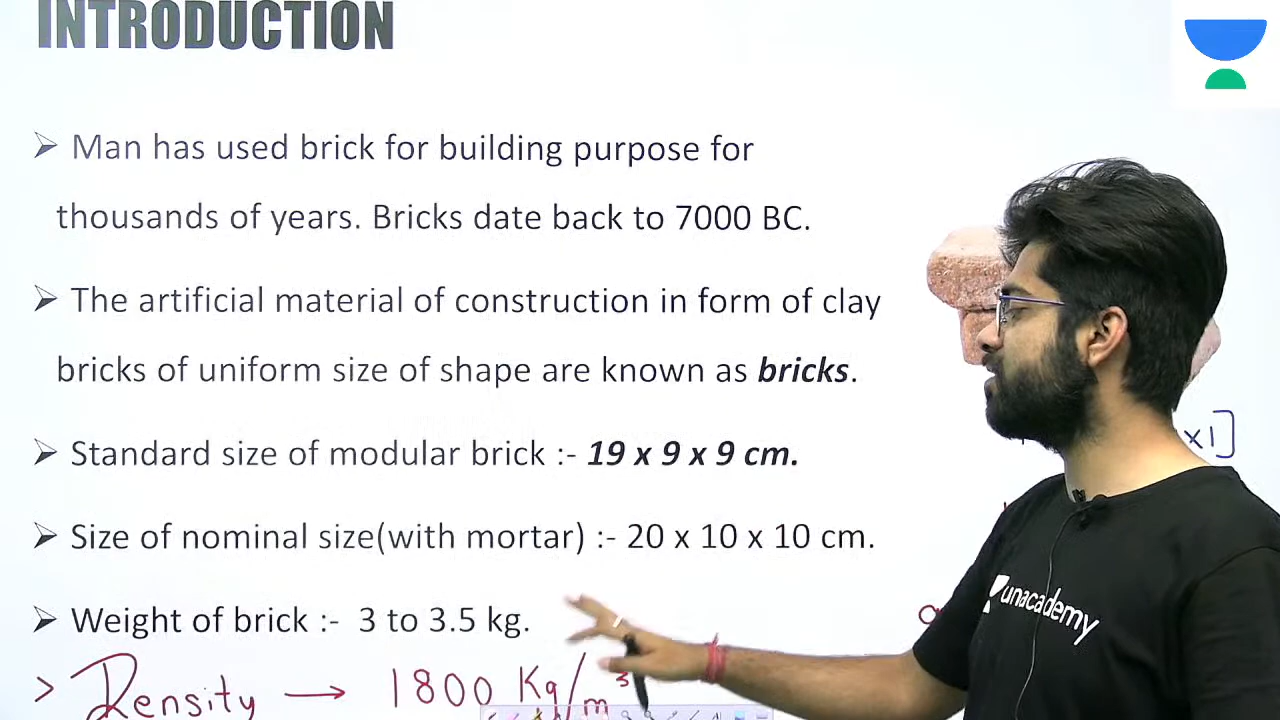 INTRODUCTION
➢ Man has used brick for building purpose for
thousands of years. Bricks date back to 7000 BC.
➢ The artificial material of construction in form of clay
bricks of uniform size of shape are known as bricks.
➢ Standard size of modular brick :- 19 x 9 x 9 cm.
➢ Size of nominal size(with mortar) :- 20 x 10 x 10 cm.
➢ Weight of brick :- 3 to 3.5 kg.
> Density → 1800 Kg/m³
x1]
unacademy